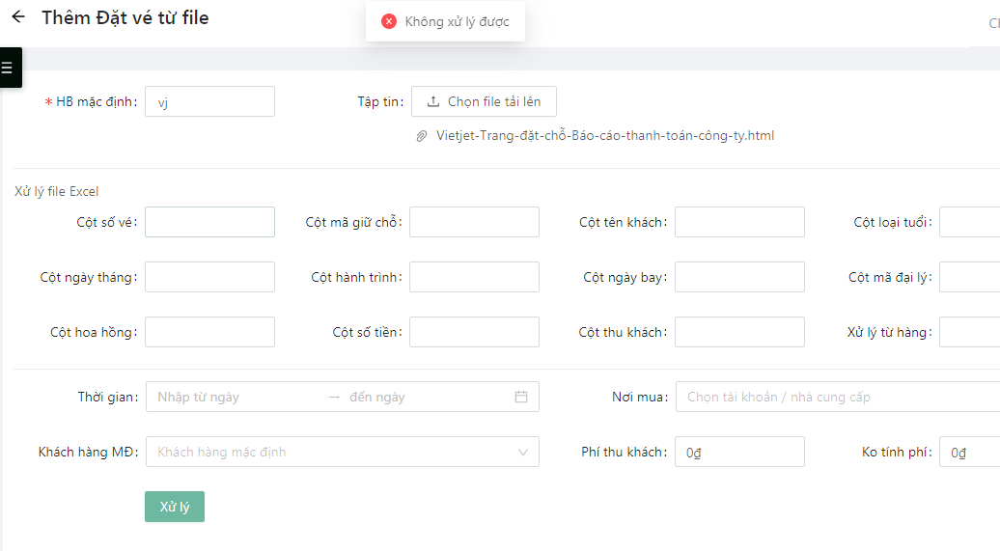 Thêm Đặt vé từ file
Không xử lý được
* HB mặc định:
vj
Tập tin:
Chọn file tải lên
Vietjet-Trang-đặt-chỗ-Báo-cáo-thanh-toán-công-ty.html
Xử lý file Excel
Cột số vé:
Cột mã giữ chỗ:
Cột tên khách:
Cột loại tuổi:
Cột ngày tháng:
Cột hành trình:
Cột ngày bay:
Cột mã đại lý:
Cột hoa hồng:
Cột số tiền:
Cột thu khách:
Xử lý từ hàng:
Thời gian:
Nhập từ ngày → đến ngày
Nơi mua:
Chọn tài khoản / nhà cung cấp
Khách hàng MĐ:
Khách hàng mặc định
Phí thu khách:
0₫
Ko tính phí:
0₫
Xử lý